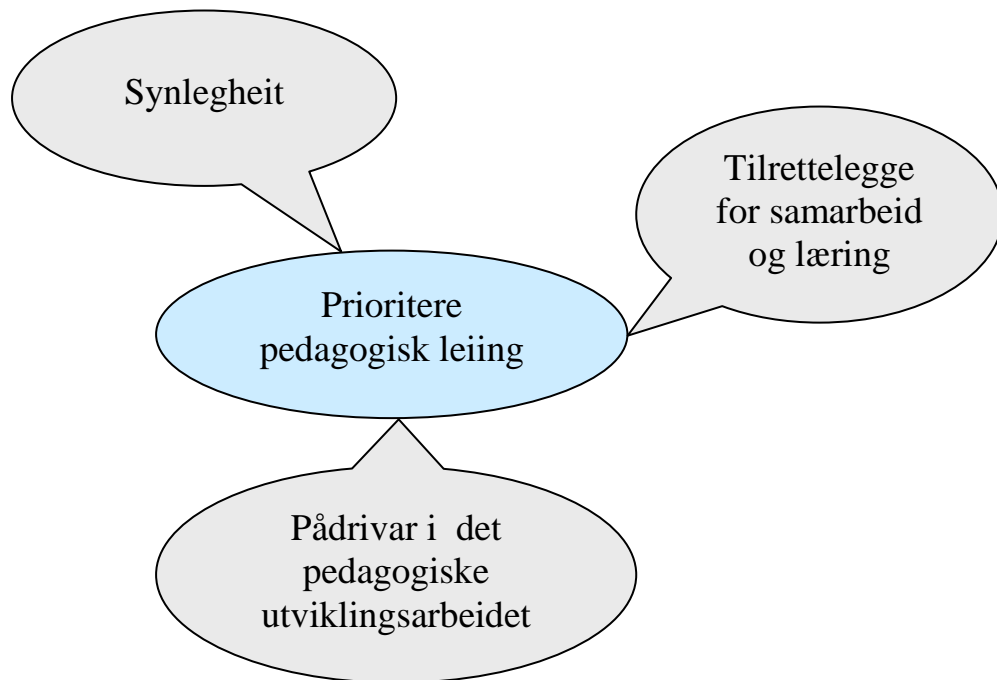 Synlegheit
Tilrettelegge
for samarbeid
og læring
Prioritere
pedagogisk leiing
Pådrivar i  det
pedagogiske
utviklingsarbeidet